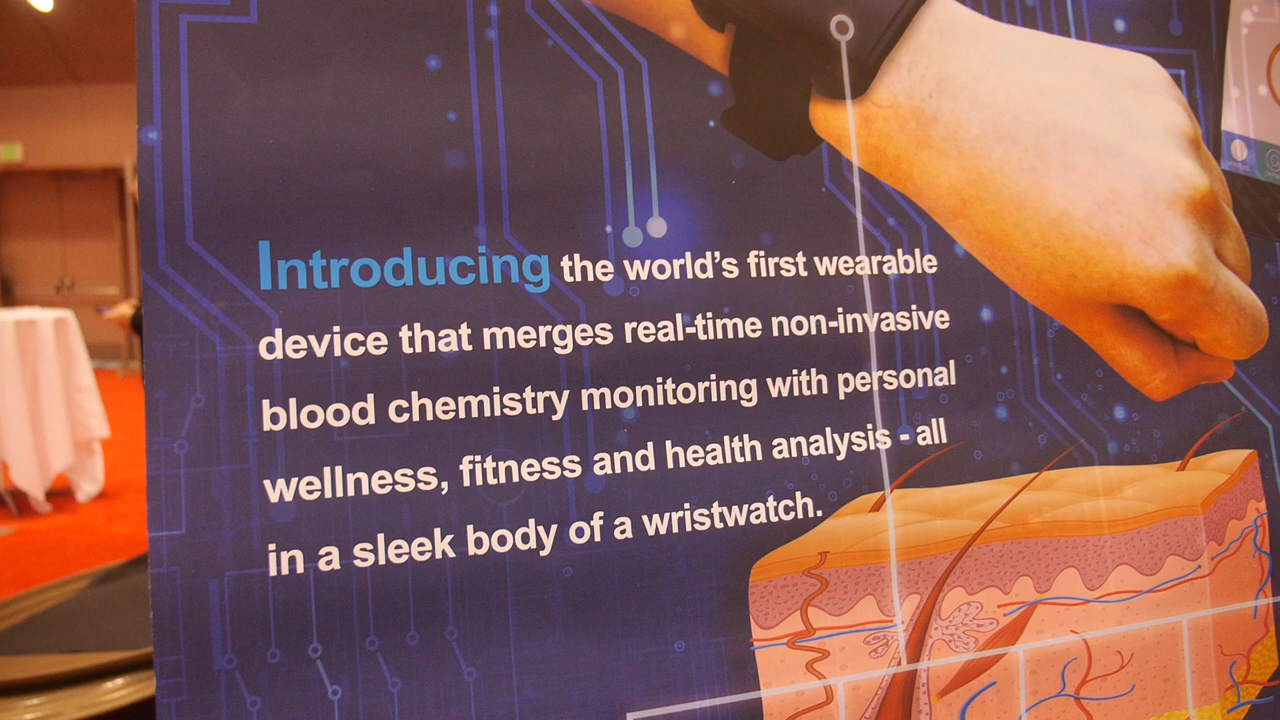 Introducing the world's first wearable
device that merges real-time non-invasive
blood chemistry monitoring with personal
wellness, fitness and health analysis - all
in a sleek body of a wristwatch.